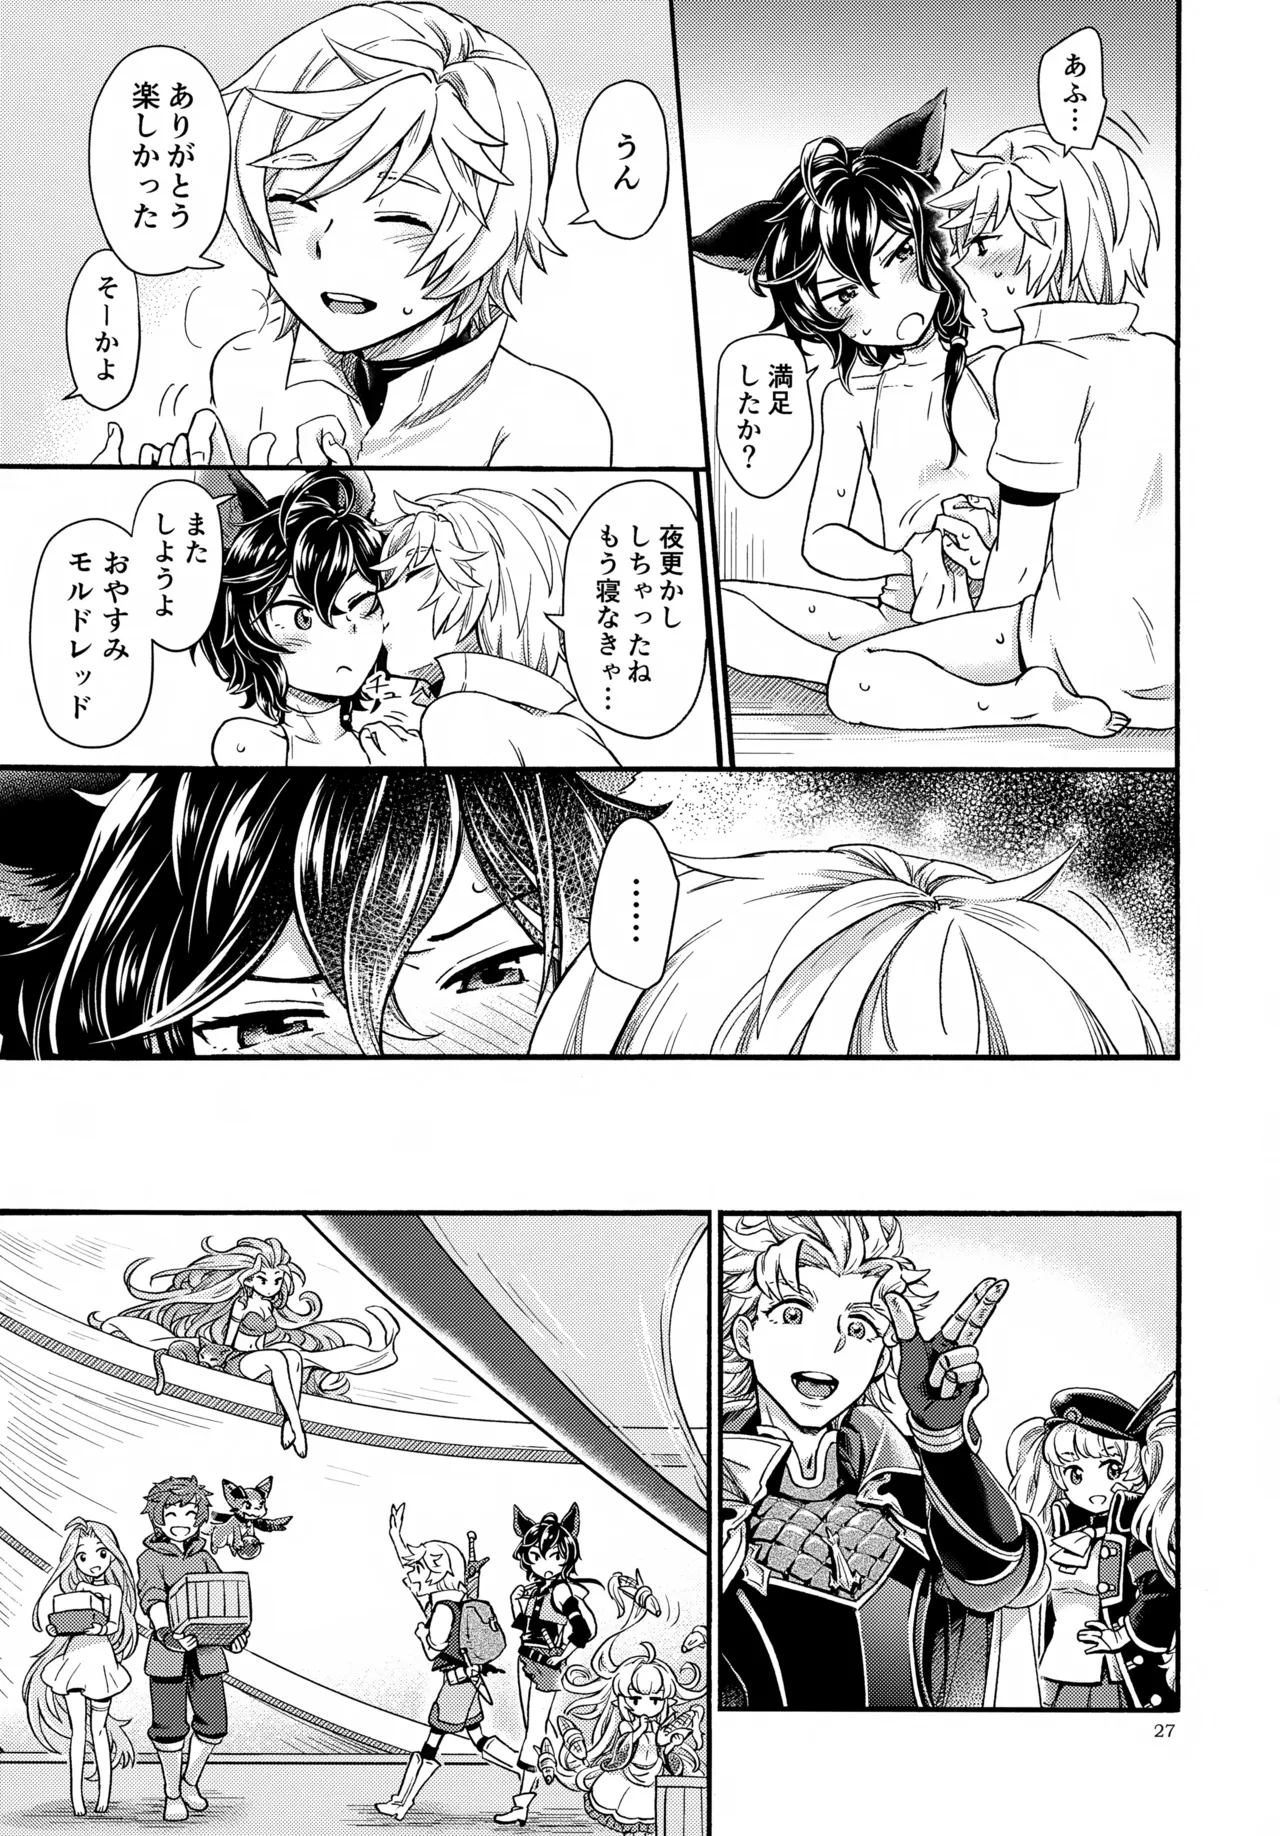 あふ…
満足
したか?
うん
ありがとう
楽しかった
そーかよ
夜更かし
しちゃったね
もう寝なきゃ…
チュ
また
しようよ
おやすみ
モルドレッド
……
27